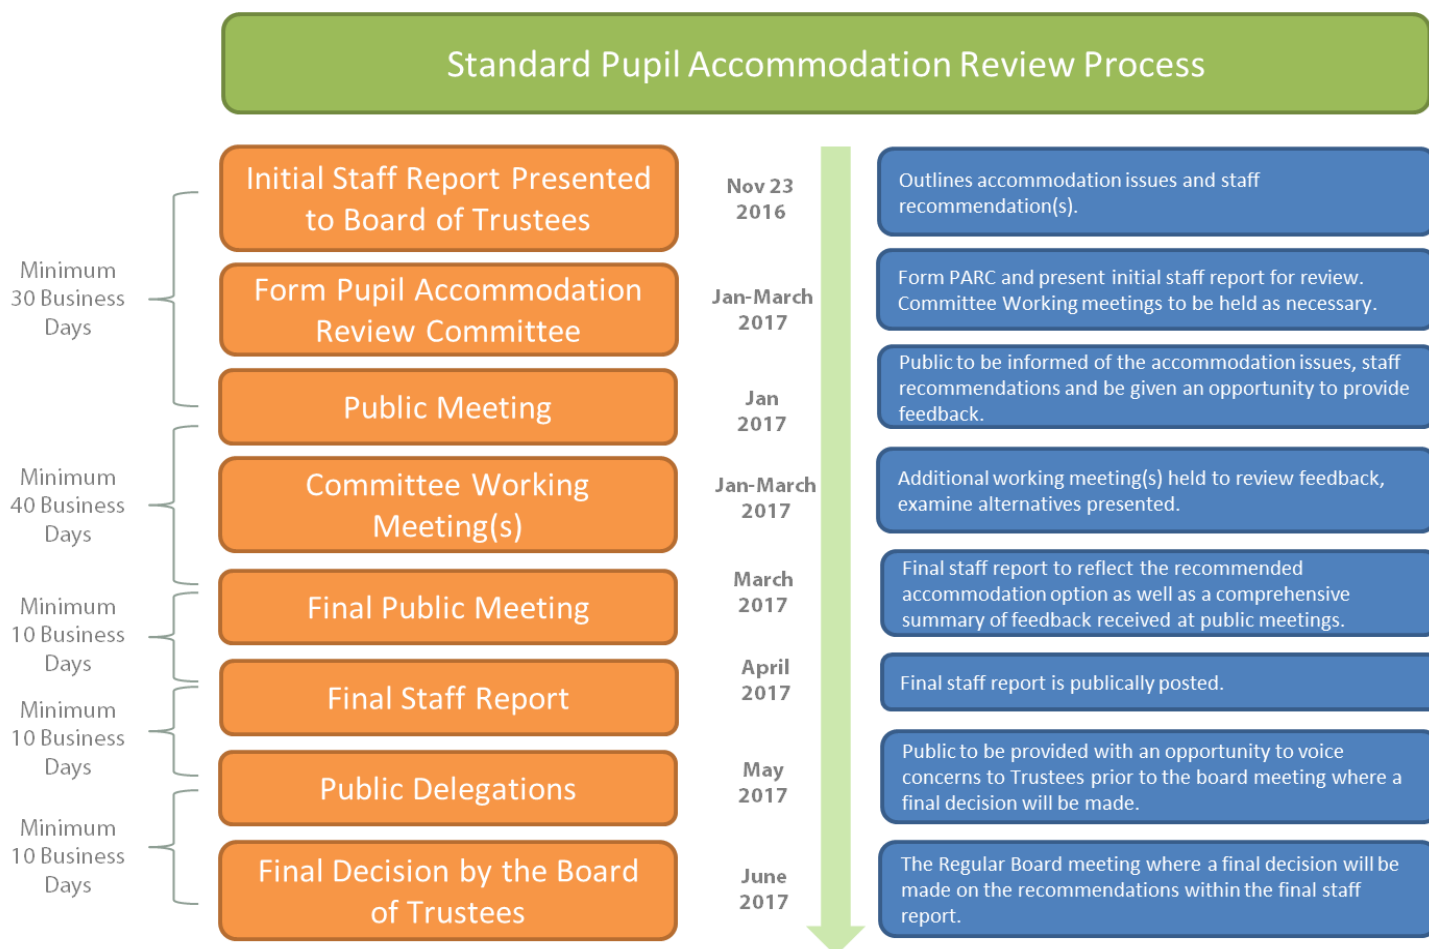 Standard Pupil Accommodation Review Process
Minimum
30 Business
Days
Initial Staff Report Presented
to Board of Trustees
Nov 23
2016
Outlines accommodation issues and staff
recommendation(s).
Form Pupil Accommodation
Review Committee
Jan-March
2017
Form PARC and present initial staff report for review.
Committee Working meetings to be held as necessary.
Public Meeting
Jan
2017
Public to be informed of the accommodation issues, staff
recommendations and be given an opportunity to provide
feedback.
Minimum
40 Business
Days
Committee Working
Meeting(s)
Jan-March
2017
Additional working meeting(s) held to review feedback,
examine alternatives presented.
Final Public Meeting
March
2017
Final staff report to reflect the recommended
accommodation option as well as a comprehensive
summary of feedback received at public meetings.
Minimum
10 Business
Days
Final Staff Report
April
2017
Final staff report is publically posted.
Minimum
10 Business
Days
Public Delegations
May
2017
Public to be provided with an opportunity to voice
concerns to Trustees prior to the board meeting where a
final decision will be made.
Minimum
10 Business
Days
Final Decision by the Board
of Trustees
June
2017
The Regular Board meeting where a final decision will be
made on the recommendations within the final staff
report.